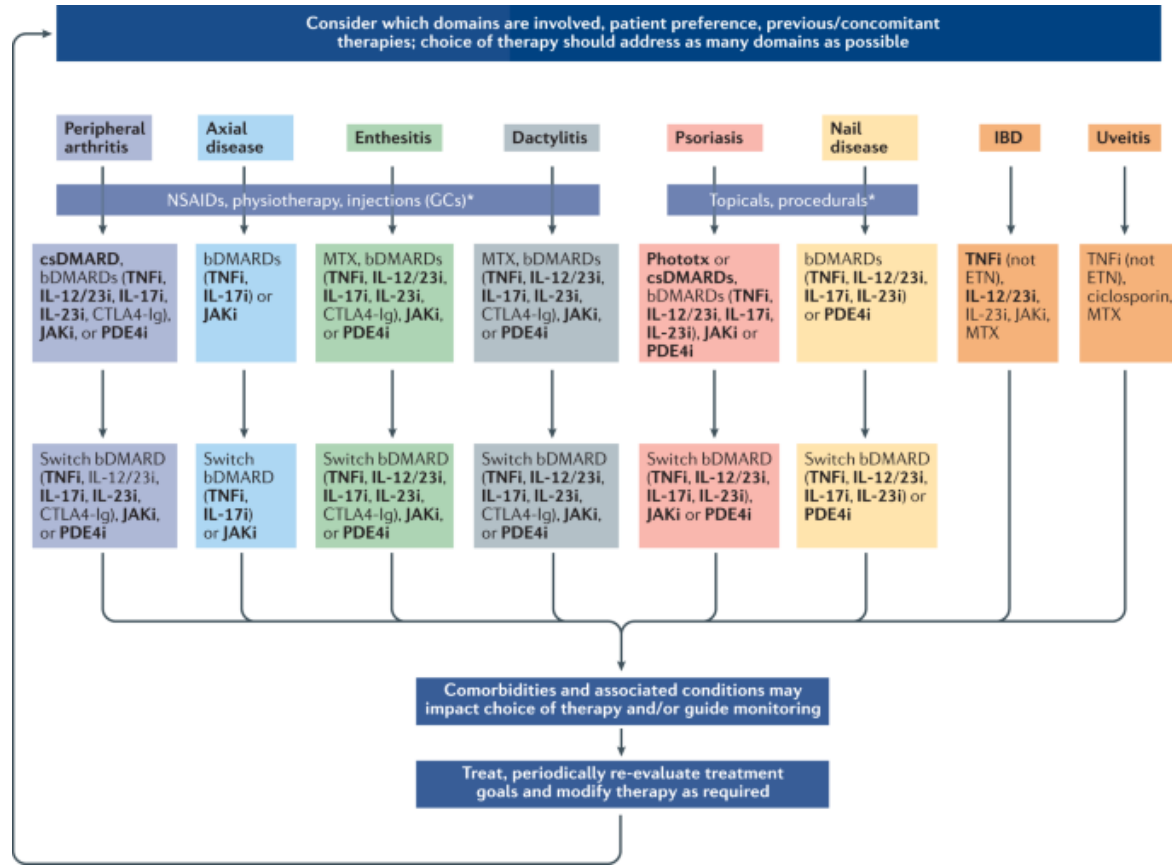 Consider which domains are involved, patient preference, previous/concomitant
therapies; choice of therapy should address as many domains as possible
Peripheral
arthritis
Axial
disease
Enthesitis
Dactylitis
Psoriasis
Nail
disease
IBD
Uveitis
NSAIDs, physiotherapy, injections (GCs)*
Topicals, procedurals*
csDMARD,
bDMARDs (TNFi,
IL-12/23i, IL-17i,
IL-23i, CTLA4-Ig),
JAKi, or PDE4i
bDMARDs
(TNFi,
IL-17i) or
JAKi
MTX, bDMARDs
(TNFi, IL-12/23i,
IL-17i, IL-23i,
CTLA4-Ig), JAKi,
or PDE4i
MTX, bDMARDs
(TNFi, IL-12/23i,
IL-17i, IL-23i,
CTLA4-Ig), JAKi,
or PDE4i
Phototx or
csDMARDs,
bDMARDs (TNFi,
IL-12/23i, IL-17i,
IL-23i), JAKi or
PDE4i
bDMARDs
(TNFi, IL-12/23i,
IL-17i, IL-23i)
or PDE4i
TNFi (not
ETN),
IL-12/23i,
IL-23i, JAKi,
MTX
TNFi (not
ETN),
ciclosporin,
MTX
Switch bDMARD
(TNFi, IL-12/23i,
IL-17i, IL-23i,
CTLA4-Ig), JAKi,
or PDE4i
Switch
bDMARD
(TNFi,
IL-17i)
or JAKi
Switch bDMARD
(TNFi, IL-12/23i,
IL-17i, IL-23i,
CTLA4-Ig), JAKi,
or PDE4i
Switch bDMARD
(TNFi, IL-12/23i,
IL-17i, IL-23i,
CTLA4-Ig), JAKi,
or PDE4i
Switch bDMARD
(TNFi, IL-12/23i,
IL-17i, IL-23i),
JAKi or PDE4i
Switch bDMARD
(TNFi, IL-12/23i,
IL-17i, IL-23i) or
PDE4i
Comorbidities and associated conditions may
impact choice of therapy and/or guide monitoring
Treat, periodically re-evaluate treatment
goals and modify therapy as required